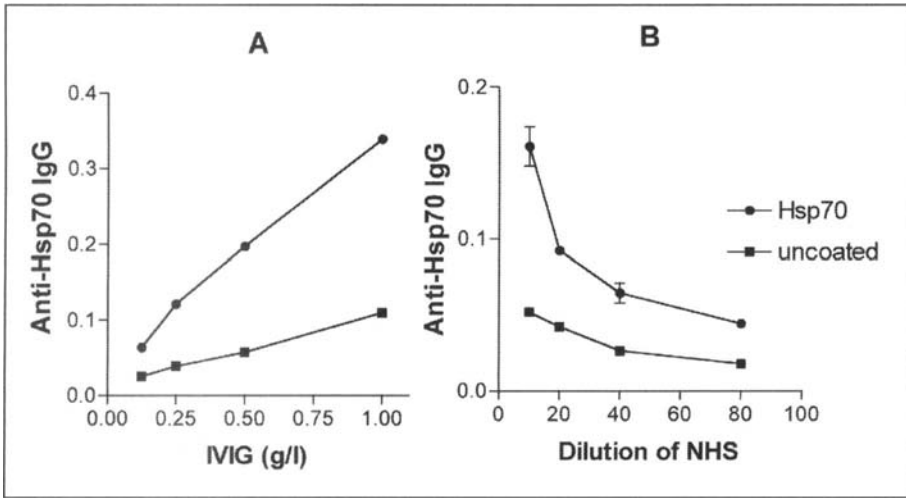 A
Anti-Hsp70 IgG
0.4
0.3
0.2
0.1
0.0
0.00 0.25 0.50 0.75 1.00
IVIG (g/l)
B
Anti-Hsp70 IgG
0.2
0.1
0.0
0 20 40 60 80 100
Dilution of NHS
Hsp70
uncoated